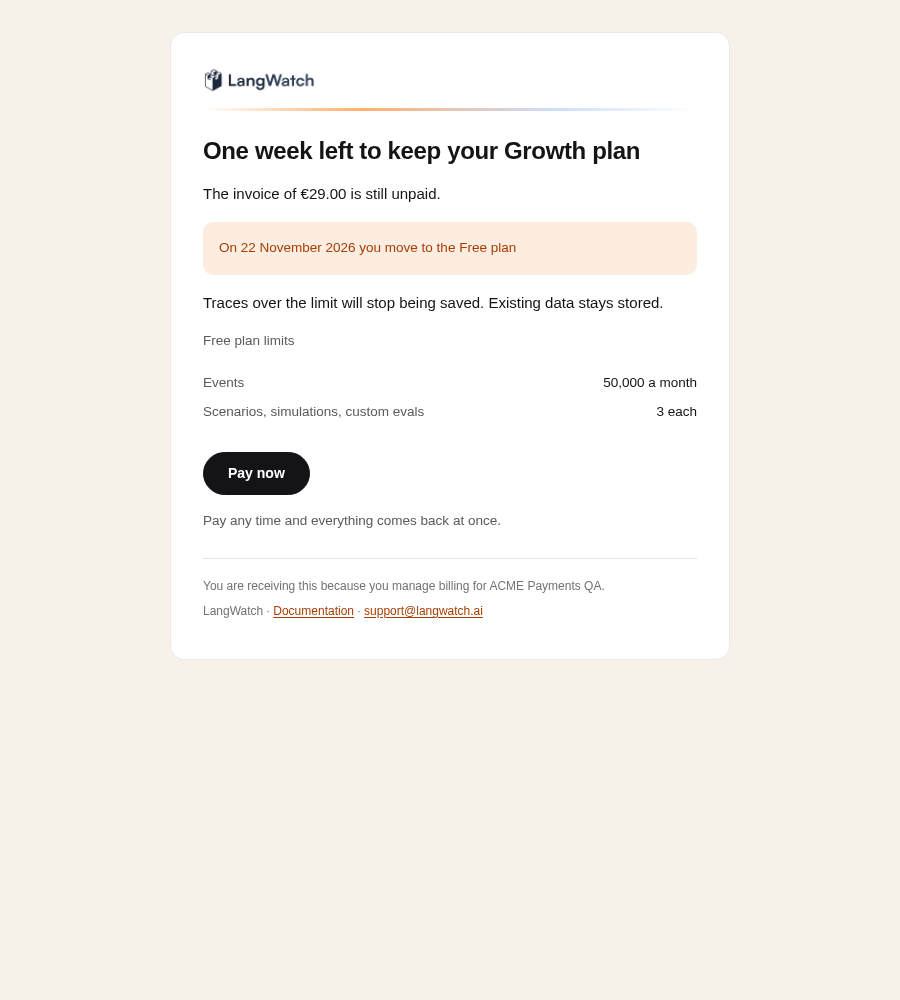 LangWatch
One week left to keep your Growth plan
The invoice of €29.00 is still unpaid.
On 22 November 2026 you move to the Free plan
Traces over the limit will stop being saved. Existing data stays stored.
Free plan limits
Events 50,000 a month
Scenarios, simulations, custom evals 3 each
Pay now
Pay any time and everything comes back at once.
You are receiving this because you manage billing for ACME Payments QA.
LangWatch · Documentation · support@langwatch.ai